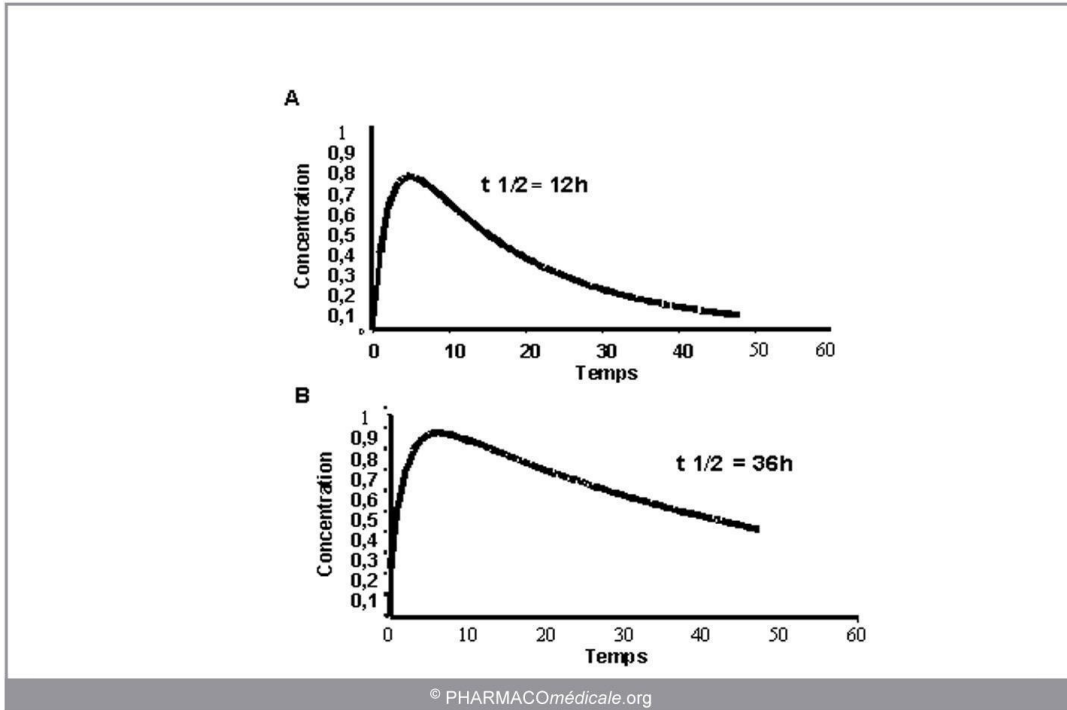 A
1
0,9
0,8
0,7
0,6
0,5
0,4
0,3
0,2
0,1
0
Concentration
t 1/2 = 12h
0 10 20 30 40 50 60
Temps
B
1
0,9
0,8
0,7
0,6
0,5
0,4
0,3
0,2
0,1
Concentration
t 1/2 = 36h
0 10 20 30 40 50 60
Temps
© PHARMACOmédicale.org